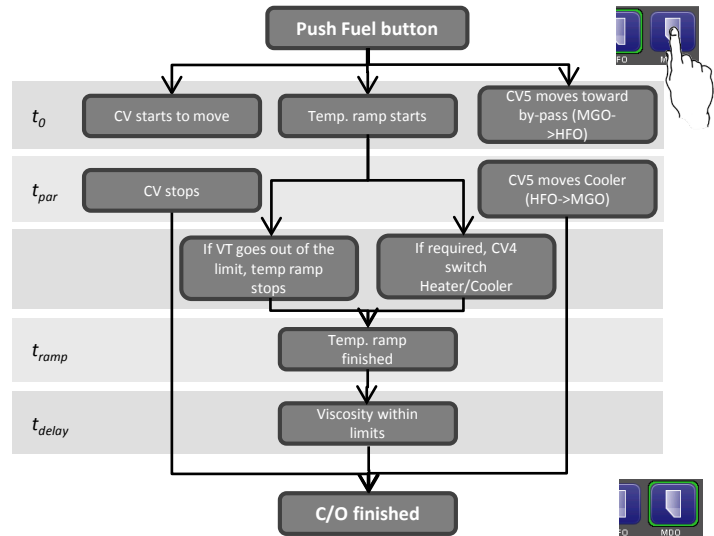 Push Fuel button
FO
M
t0
CV starts to move
Temp. ramp starts
CV5 moves toward
by-pass (MGO-
>HFO)
tpar
CV stops
CV5 moves Cooler
(HFO->MGO)
If VT goes out of the
limit, temp ramp
stops
If required, CV4
switch
Heater/Cooler
tramp
Temp. ramp
finished
tdelay
Viscosity within
limits
C/O finished
FO
MDO